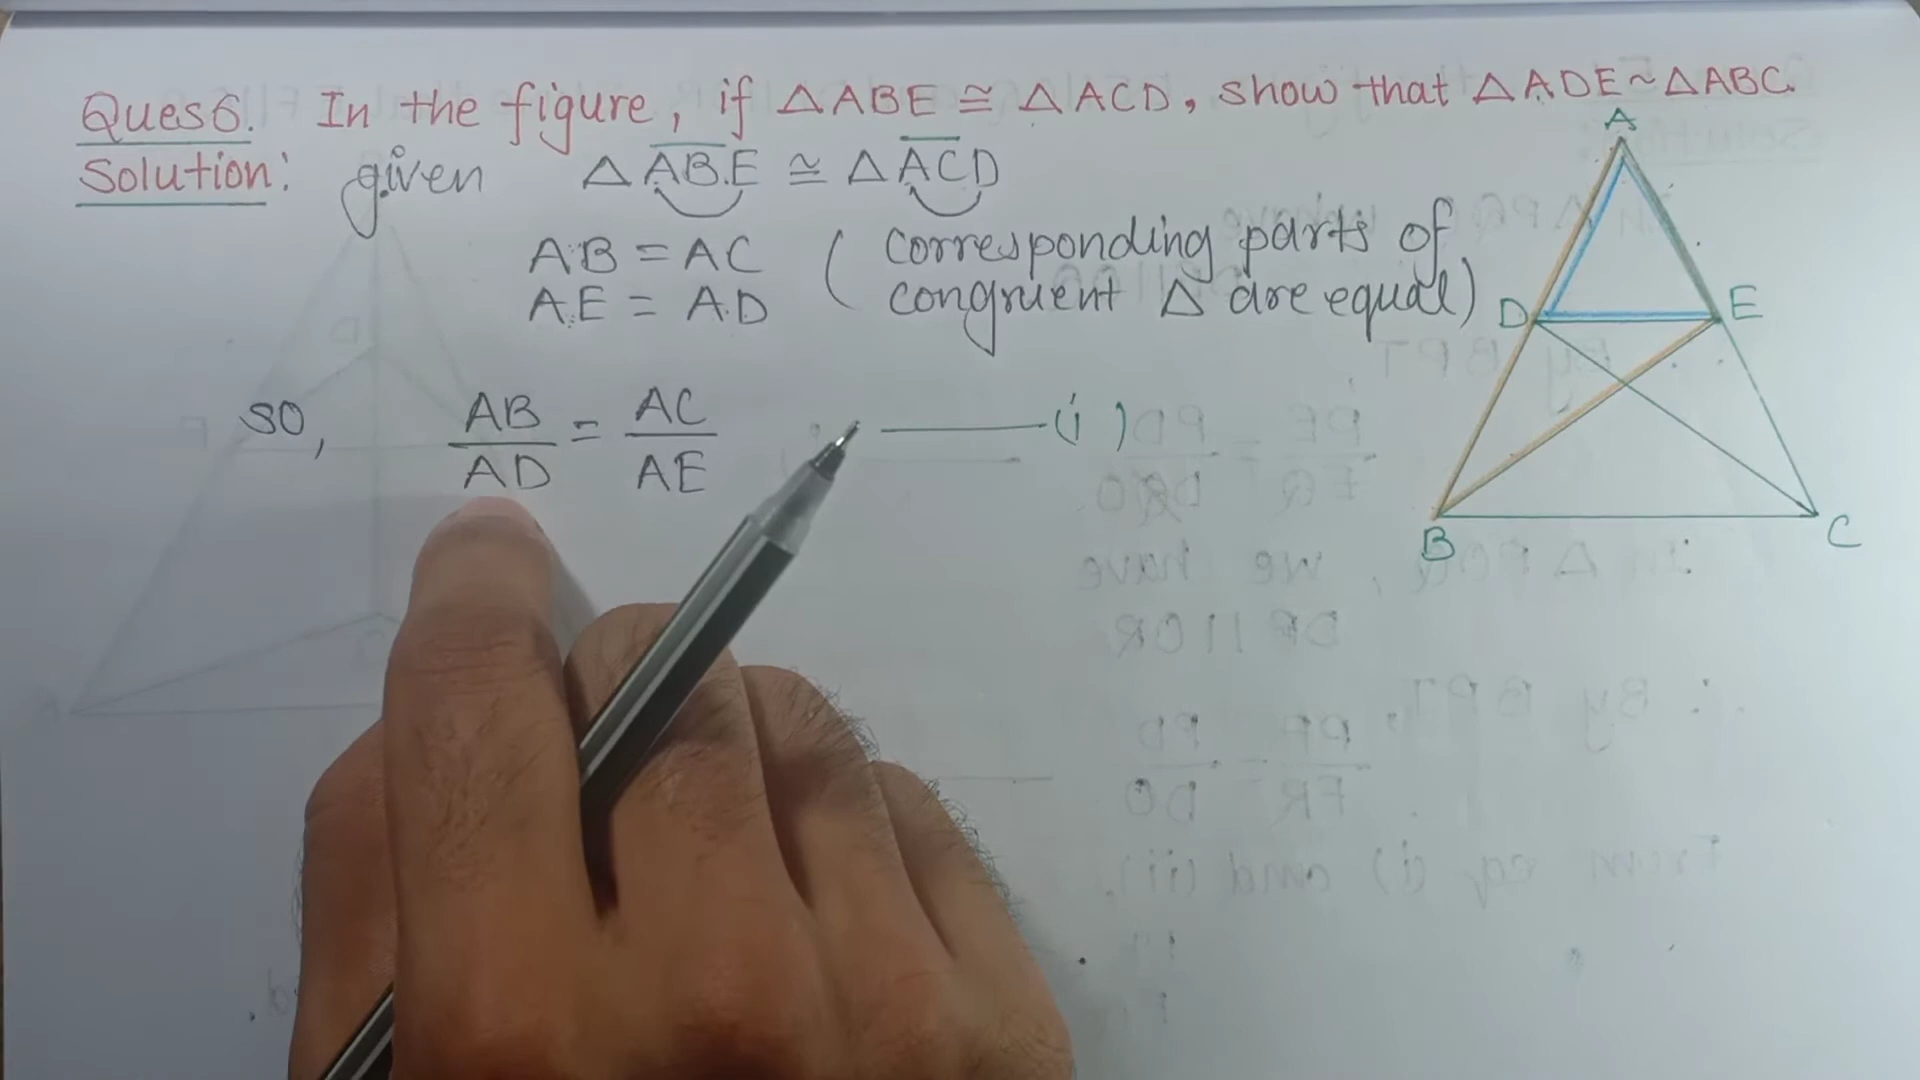 Ques6. In the figure, if △ABE ≅ △ACD, show that △ADE ~ △ABC.
Solution: given △ABE ≅ △ACD
AB = AC ( Corresponding parts of
AE = AD congruent △ are equal)
so, AB/AD = AC/AE —— (i)
A
D E
B C